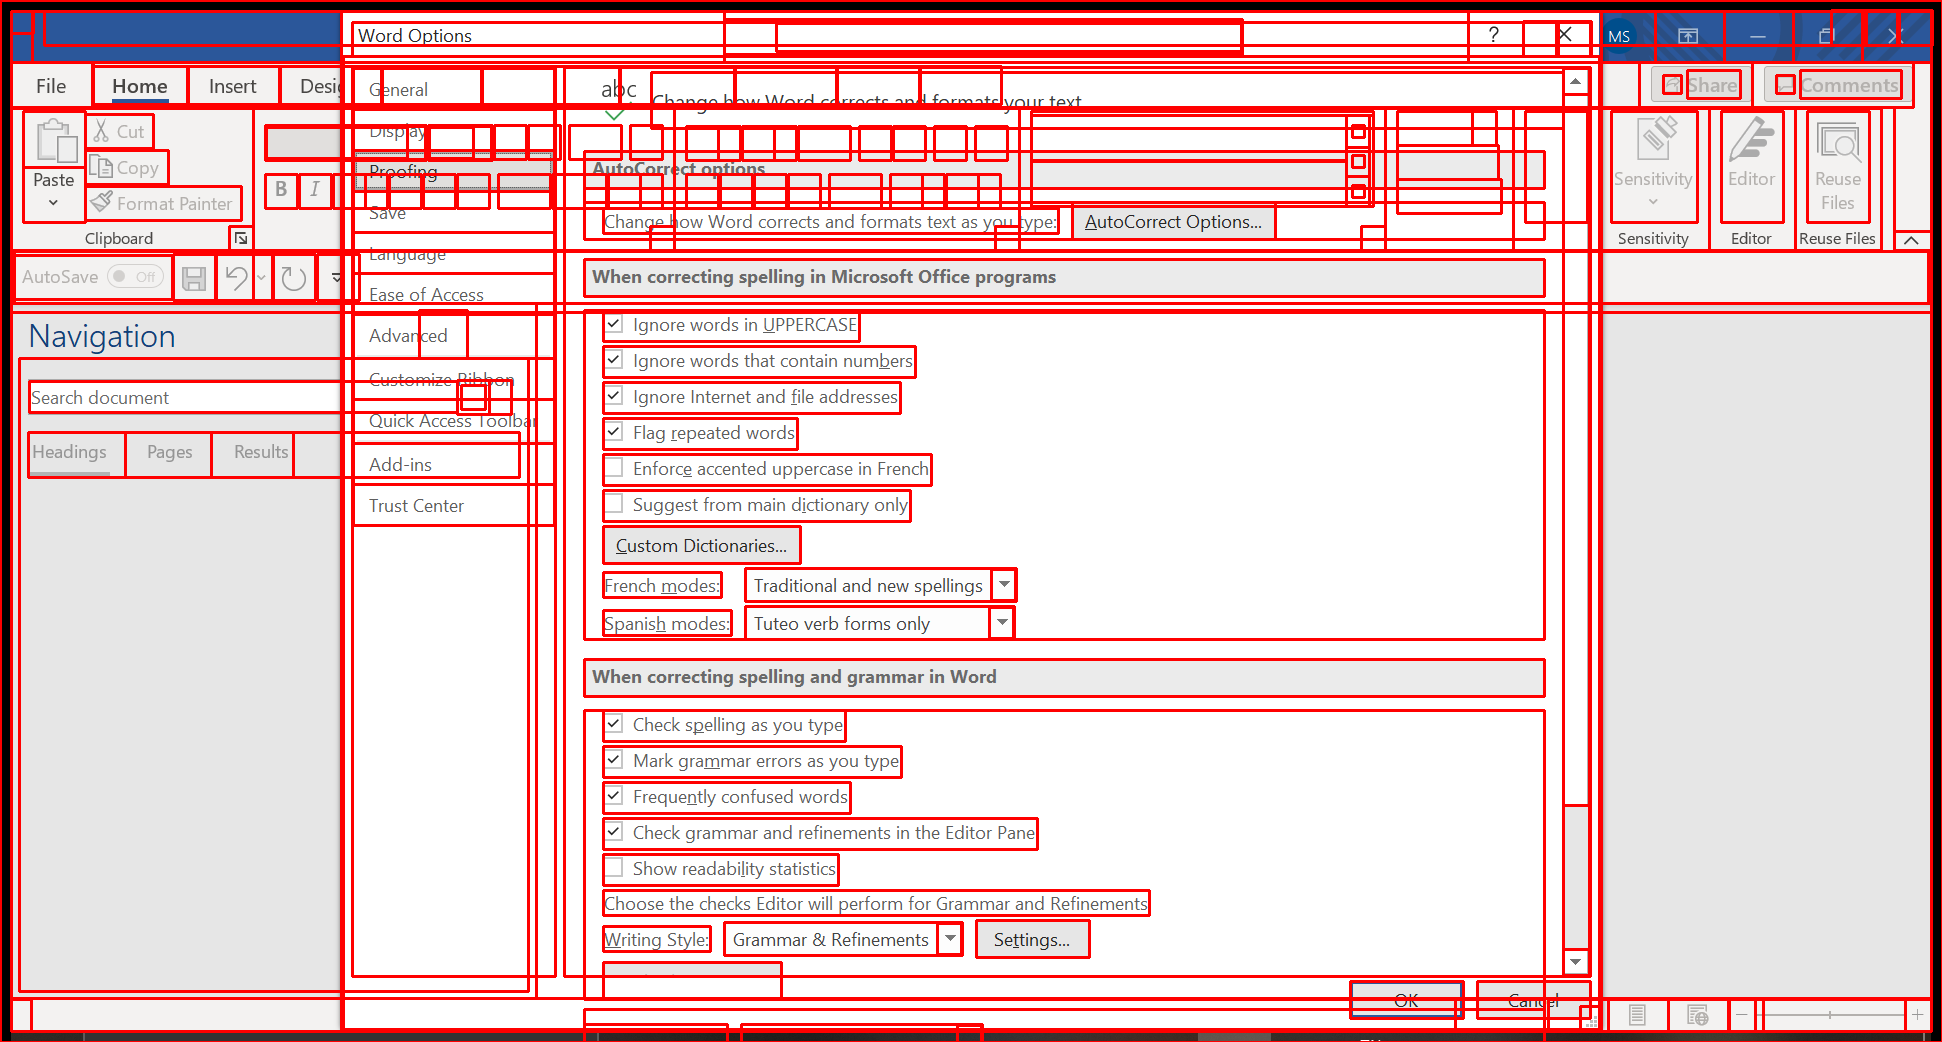 Word Options
?
MS
File
Home
Insert
Share
Comments
Paste
Cut
Copy
Format Painter
Clipboard
B
I
Sensitivity
Sensitivity
Editor
Editor
Reuse
Files
Reuse Files
AutoSave
Off
Navigation
Search document
Headings
Pages
Results
General
Display
Proofing
Save
Language
Ease of Access
Advanced
Customize Ribbon
Quick Access Toolbar
Add-ins
Trust Center
abc
Change how Word corrects and formats your text
AutoCorrect options
Change how Word corrects and formats text as you type:
AutoCorrect Options...
When correcting spelling in Microsoft Office programs
Ignore words in UPPERCASE
Ignore words that contain numbers
Ignore Internet and file addresses
Flag repeated words
Enforce accented uppercase in French
Suggest from main dictionary only
Custom Dictionaries...
French modes:
Traditional and new spellings
Spanish modes:
Tuteo verb forms only
When correcting spelling and grammar in Word
Check spelling as you type
Mark grammar errors as you type
Frequently confused words
Check grammar and refinements in the Editor Pane
Show readability statistics
Choose the checks Editor will perform for Grammar and Refinements
Writing Style:
Grammar & Refinements
Settings...
OK
Cancel